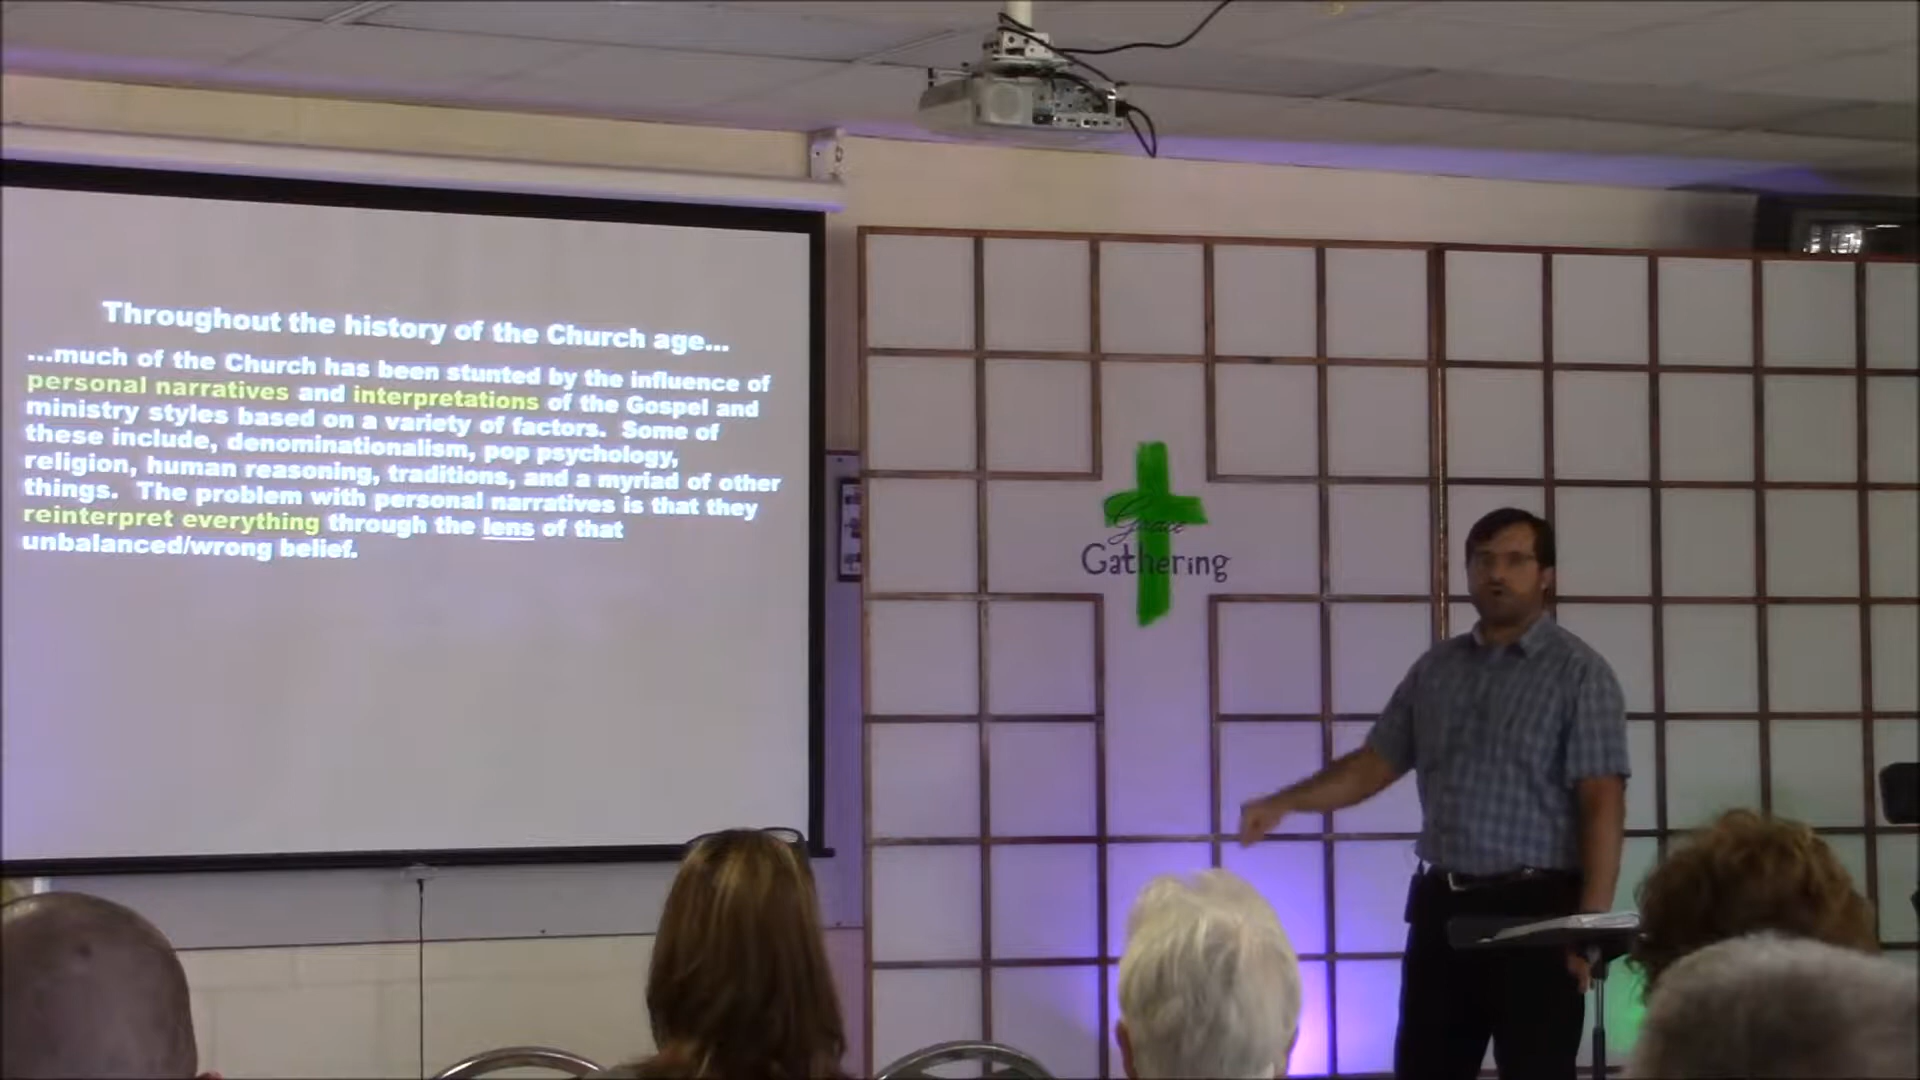 Throughout the history of the Church age...
...much of the Church has been stunted by the influence of
personal narratives and interpretations of the Gospel and
ministry styles based on a variety of factors.  Some of
these include, denominationalism, pop psychology,
religion, human reasoning, traditions, and a myriad of other
things.  The problem with personal narratives is that they
reinterpret everything through the lens of that
unbalanced/wrong belief.
Grace
Gathering